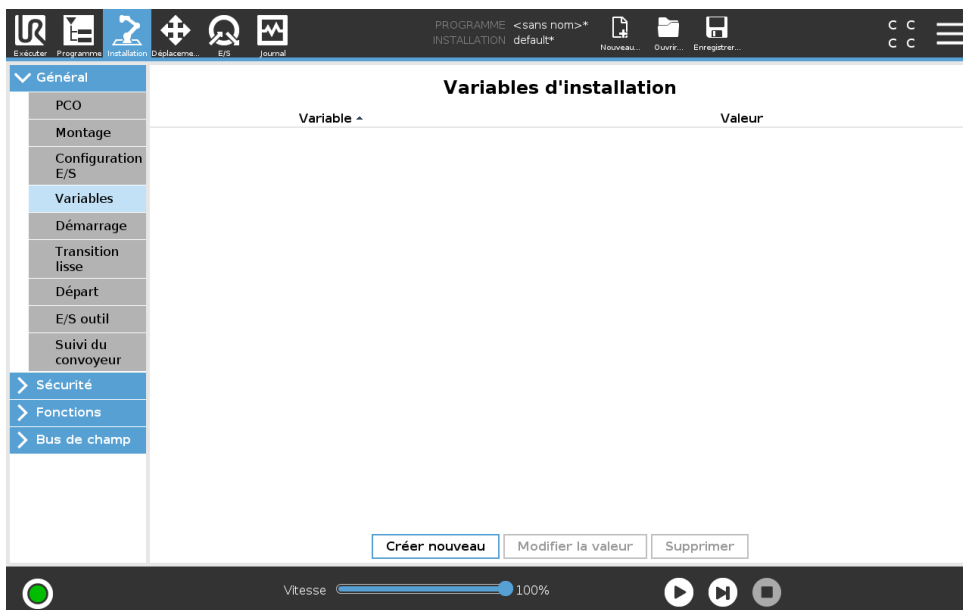 PROGRAMME <sans nom>*
INSTALLATION default*
Exécuter Programme Installation Déplaceme... E/S Journal Nouveau... Ouvrir... Enregistrer...
C C
C C
Général
PCO
Montage
Configuration
E/S
Variables
Démarrage
Transition
lisse
Départ
E/S outil
Suivi du
convoyeur
Sécurité
Fonctions
Bus de champ
Variables d'installation
Variable Valeur
Créer nouveau Modifier la valeur Supprimer
Vitesse 100%